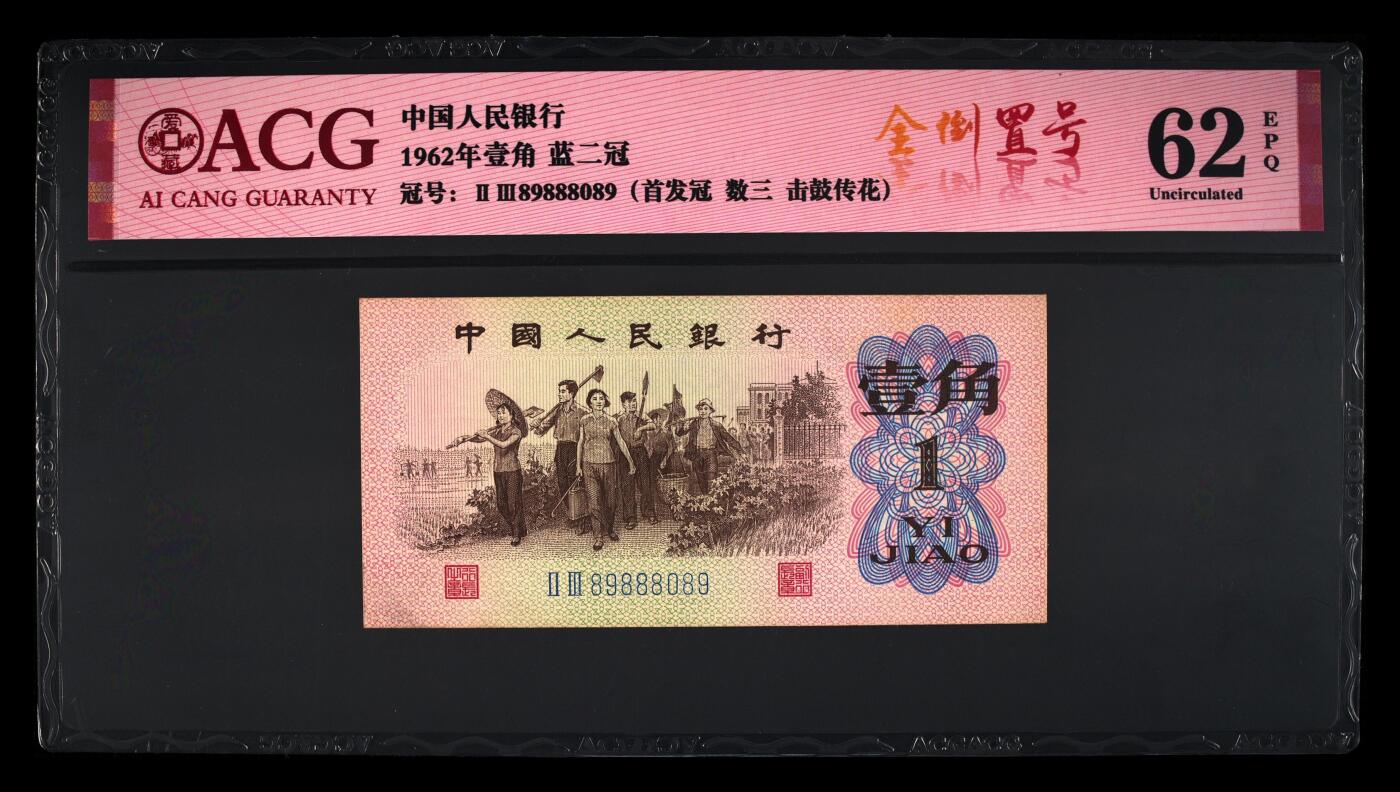 ACG
AI CANG GUARANTY
中国人民银行
1962年壹角 蓝二冠
冠号：ⅡⅢ89888089（首发冠 数三 击鼓传花）
全倒置号
62
EPQ
Uncirculated
中國人民銀行
壹角
1
YI
JIAO
ⅡⅢ89888089